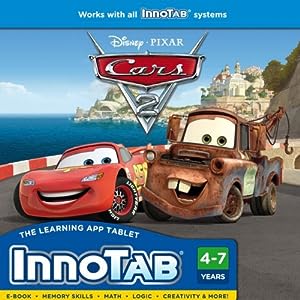 Works with all INNOTAB® systems
Disney · PIXAR
Cars
2
THE LEARNING APP TABLET
INNOTAB®
4-7
YEARS
E-BOOK • MEMORY SKILLS • MATH • LOGIC • CREATIVITY & MORE!